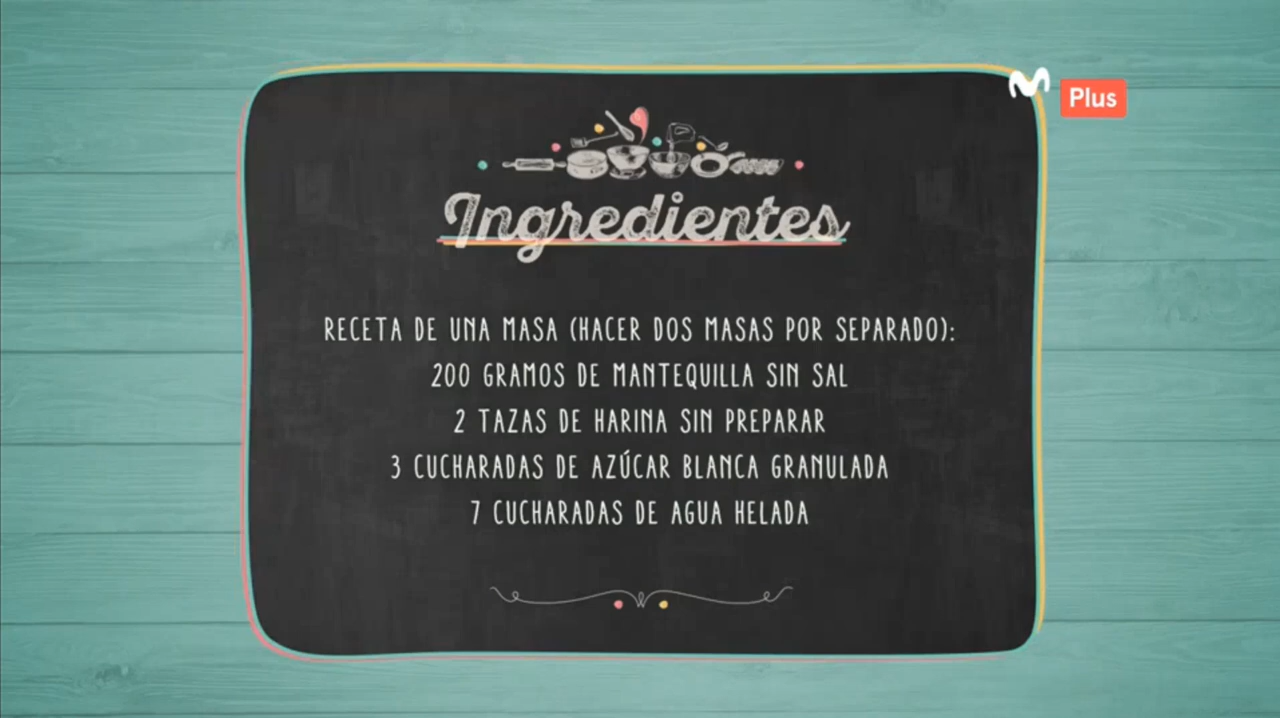 Plus
Ingredientes
RECETA DE UNA MASA (HACER DOS MASAS POR SEPARADO):
200 GRAMOS DE MANTEQUILLA SIN SAL
2 TAZAS DE HARINA SIN PREPARAR
3 CUCHARADAS DE AZÚCAR BLANCA GRANULADA
7 CUCHARADAS DE AGUA HELADA